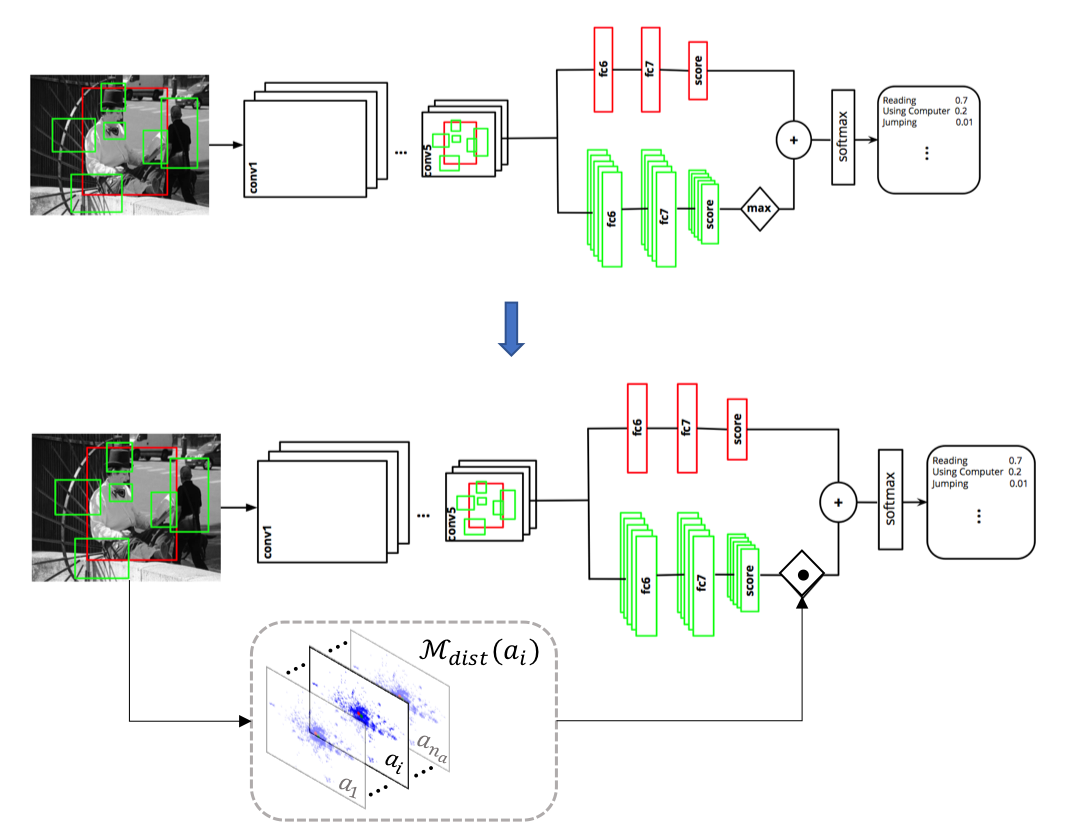 conv1
...
conv5
fc6
fc7
score
fc6
fc7
score
max
+
softmax
Reading 0.7
Using Computer 0.2
Jumping 0.01
...
conv1
...
conv5
fc6
fc7
score
fc6
fc7
score
+
softmax
Reading 0.7
Using Computer 0.2
Jumping 0.01
...
ℳ_dist(a_i)
a_1
a_i
a_{n_a}